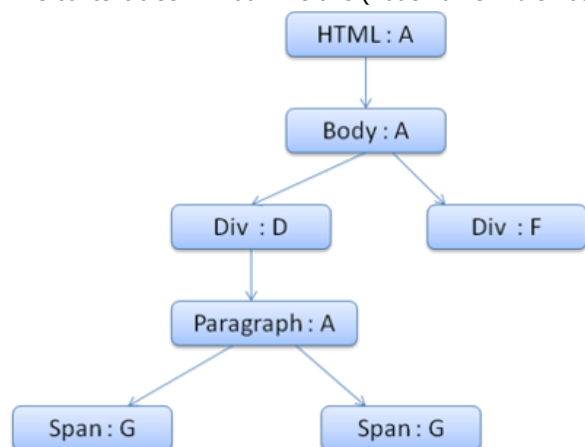 HTML : A
Body : A
Div : D
Div : F
Paragraph : A
Span : G
Span : G